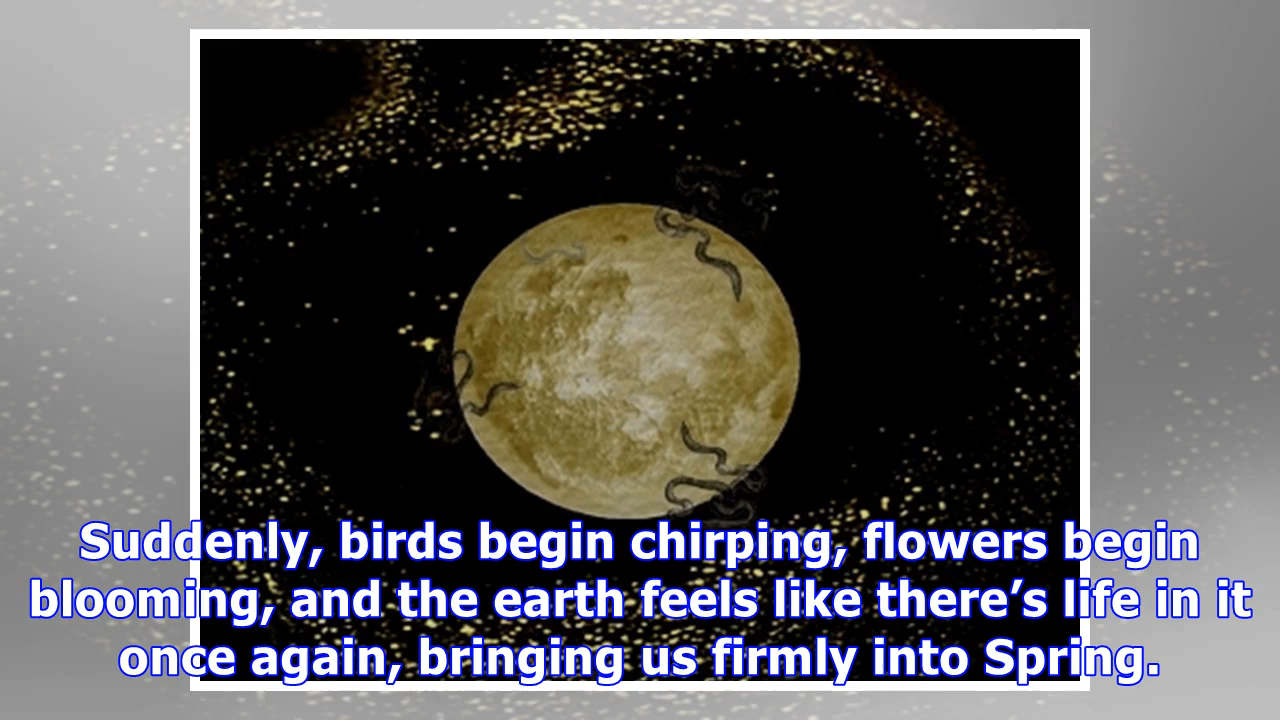 Suddenly, birds begin chirping, flowers begin
blooming, and the earth feels like there’s life in it
once again, bringing us firmly into Spring.